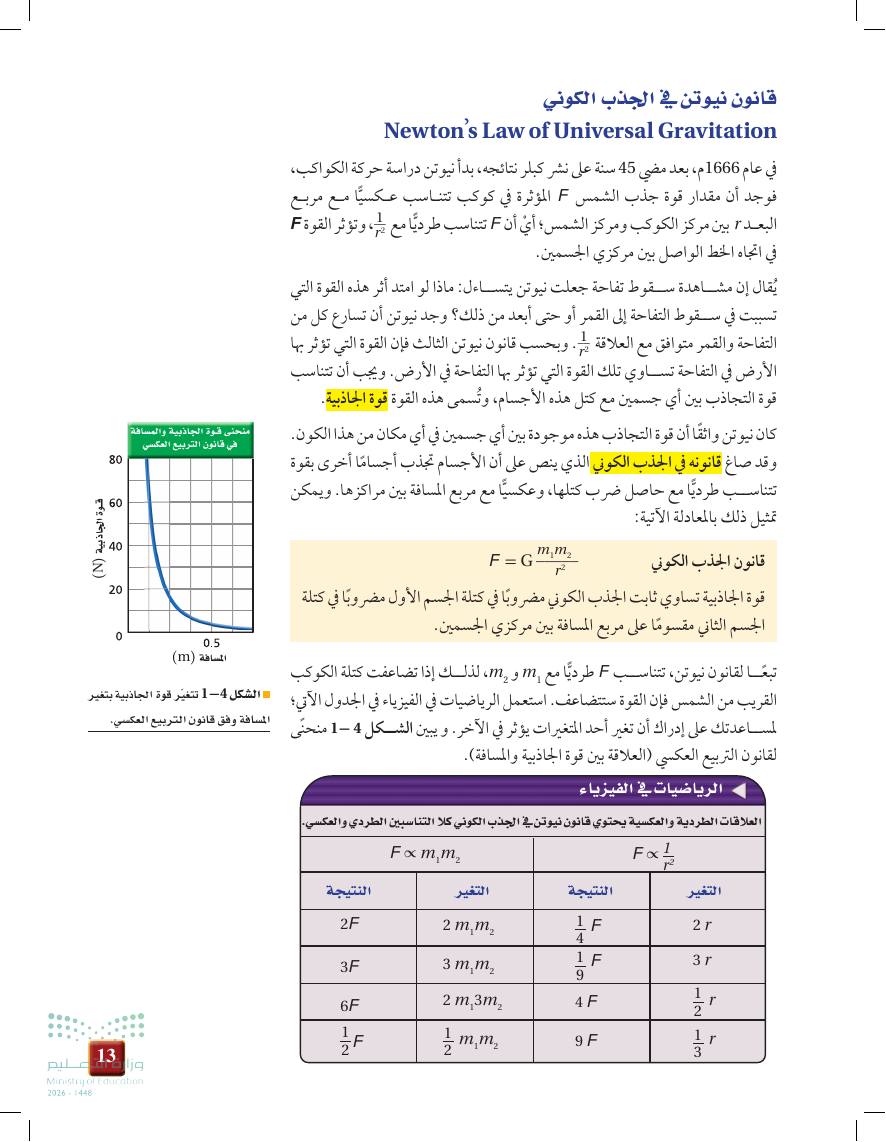 قانون نيوتن في الجذب الكوني
Newton's Law of Universal Gravitation
في عام 1666م، بعد مضي 45 سنة على نشر كبلر نتائجه، بدأ نيوتن دراسة حركة الكواكب،
فوجد أن مقدار قوة جذب الشمس F المؤثرة في كوكب تتناسب عكسيًّا مع مربع
البعد r بين مركز الكوكب ومركز الشمس؛ أيْ أن F تتناسب طرديًّا مع 1/r²، وتؤثر القوة F
في اتجاه الخط الواصل بين مركزي الجسمين.
يُقال إن مشاهدة سقوط تفاحة جعلت نيوتن يتساءل: ماذا لو امتد أثر هذه القوة التي
تسببت في سقوط التفاحة إلى القمر أو حتى أبعد من ذلك؟ وجد نيوتن أن تسارع كل من
التفاحة والقمر متوافق مع العلاقة 1/r². وبحسب قانون نيوتن الثالث فإن القوة التي تؤثر بها
الأرض في التفاحة تساوي تلك القوة التي تؤثر بها التفاحة في الأرض. ويجب أن تتناسب
قوة التجاذب بين أي جسمين مع كتل هذه الأجسام، وتُسمى هذه القوة قوة الجاذبية.
كان نيوتن واثقًا أن قوة التجاذب هذه موجودة بين أي جسمين في أي مكان من هذا الكون.
وقد صاغ قانونه في الجذب الكوني الذي ينص على أن الأجسام تجذب أجسامًا أخرى بقوة
تتناسب طرديًّا مع حاصل ضرب كتلها، وعكسيًّا مع مربع المسافة بين مراكزها. ويمكن
تمثيل ذلك بالمعادلة الآتية:
قانون الجذب الكوني F = G m₁m₂/r²
قوة الجاذبية تساوي ثابت الجذب الكوني مضروبًا في كتلة الجسم الأول مضروبًا في كتلة
الجسم الثاني مقسومًا على مربع المسافة بين مركزي الجسمين.
تبعًا لقانون نيوتن، تتناسب F طرديًّا مع m₁ و m₂، لذلك إذا تضاعفت كتلة الكوكب
القريب من الشمس فإن القوة ستتضاعف. استعمل الرياضيات في الفيزياء في الجدول الآتي؛
لمساعدتك على إدراك أن تغير أحد المتغيرات يؤثر في الآخر. و يبين الشكل 4–1 منحنًى
لقانون التربيع العكسي (العلاقة بين قوة الجاذبية والمسافة).
منحنى قوة الجاذبية والمسافة
في قانون التربيع العكسي
80
60
40
20
0
0.5
قوة الجاذبية (N)
المسافة (m)
الشكل 4–1 تتغيّر قوة الجاذبية بتغير
المسافة وفق قانون التربيع العكسي.
الرياضيات في الفيزياء
العلاقات الطردية والعكسية يحتوي قانون نيوتن في الجذب الكوني كلا التناسبين الطردي والعكسي.
F ∝ 1/r² F ∝ m₁m₂
التغير النتيجة التغير النتيجة
2 r 1/4 F 2 m₁m₂ 2F
3 r 1/9 F 3 m₁m₂ 3F
1/2 r 4 F 2 m₁3m₂ 6F
1/3 r 9 F 1/2 m₁m₂ 1/2 F
13
وزارة التعليم
Ministry of Education
2026 - 1448